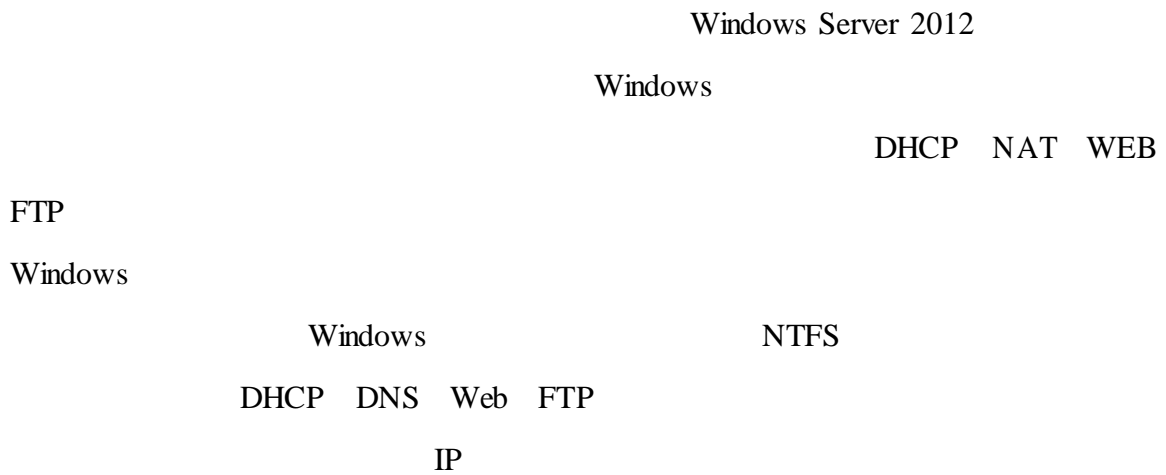 Windows Server 2012
Windows
DHCP NAT WEB
FTP
Windows
Windows NTFS
DHCP DNS Web FTP
IP